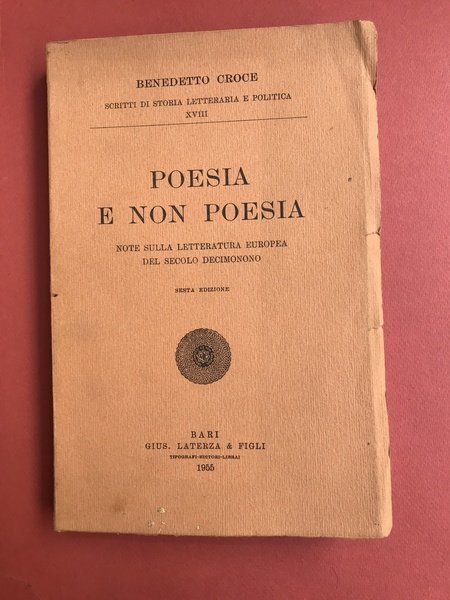 BENEDETTO CROCE
SCRITTI DI STORIA LETTERARIA E POLITICA
XVIII
POESIA
E NON POESIA
NOTE SULLA LETTERATURA EUROPEA
DEL SECOLO DECIMONONO
SESTA EDIZIONE
BARI
GIUS. LATERZA & FIGLI
TIPOGRAFI-EDITORI-LIBRAI
1955